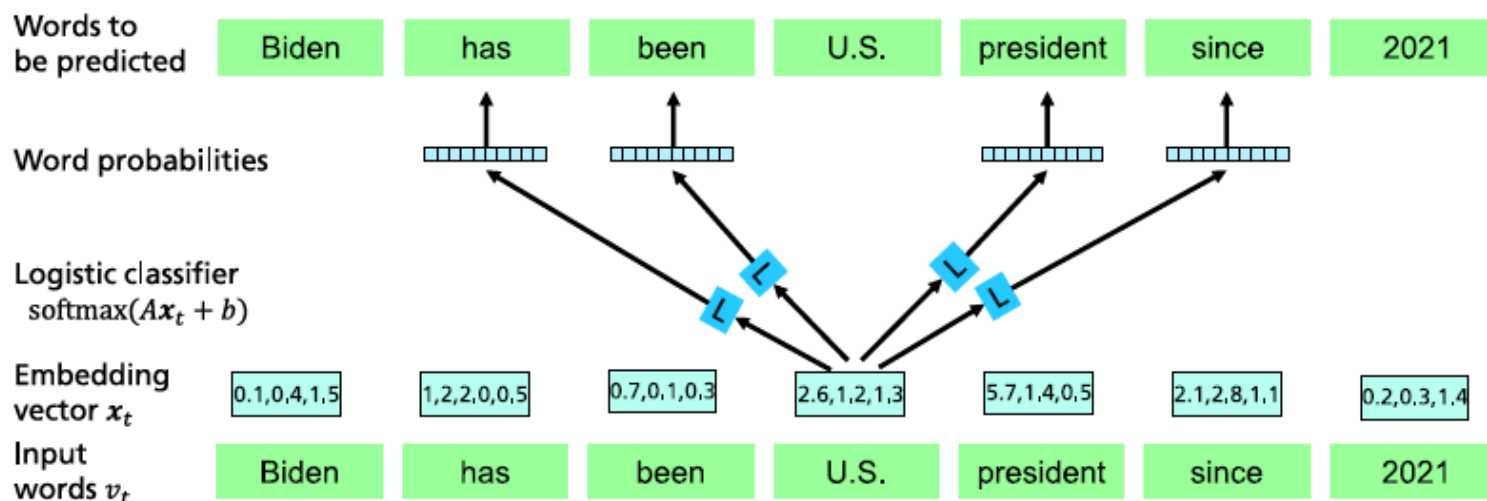 Words to
be predicted
Biden has been U.S. president since 2021
Word probabilities
L L L L
Logistic classifier
softmax(Ax_t + b)
Embedding
vector x_t
0.1,0.4,1.5 1,2,2.0,0.5 0.7,0.1,0.3 2.6,1.2,1.3 5.7,1.4,0.5 2.1,2.8,1.1 0.2,0.3,1.4
Input
words v_t
Biden has been U.S. president since 2021